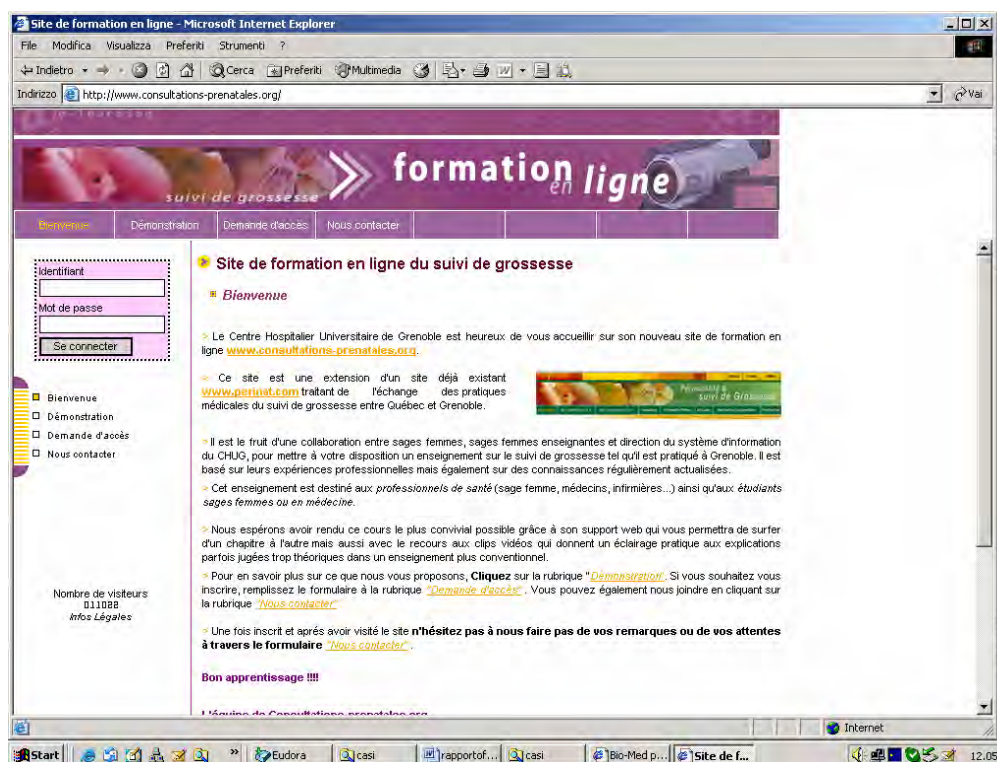 Site de formation en ligne - Microsoft Internet Explorer
File Modifica Visualizza Preferiti Strumenti ?
Indietro Cerca Preferiti Multimedia
Indirizzo http://www.consultations-prenatales.org/ Vai
suivi de grossesse formation en ligne
Bienvenue Démonstration Demande d'accès Nous contacter
Identifiant
Mot de passe
Se connecter
Bienvenue
Démonstration
Demande d'accès
Nous contacter
Nombre de visiteurs
011028
Infos Légales
Site de formation en ligne du suivi de grossesse
Bienvenue
> Le Centre Hospitalier Universitaire de Grenoble est heureux de vous accueillir sur son nouveau site de formation en
ligne www.consultations-prenatales.org.
> Ce site est une extension d'un site déjà existant
www.perinat.com traitant de l'échange des pratiques
médicales du suivi de grossesse entre Québec et Grenoble.
> Il est le fruit d'une collaboration entre sages femmes, sages femmes enseignantes et direction du système d'information
du CHUG, pour mettre à votre disposition un enseignement sur le suivi de grossesse tel qu'il est pratiqué à Grenoble. Il est
basé sur leurs expériences professionnelles mais également sur des connaissances régulièrement actualisées.
> Cet enseignement est destiné aux professionnels de santé (sage femme, médecins, infirmières...) ainsi qu'aux étudiants
sages femmes ou en médecine.
> Nous espérons avoir rendu ce cours le plus convivial possible grâce à son support web qui vous permettra de surfer
d'un chapitre à l'autre mais aussi avec le recours aux clips vidéos qui donnent un éclairage pratique aux explications
parfois jugées trop théoriques dans un enseignement plus conventionnel.
> Pour en savoir plus sur ce que nous vous proposons, Cliquez sur la rubrique "Démonstration". Si vous souhaitez vous
inscrire, remplissez le formulaire à la rubrique "Demande d'accès" . Vous pouvez également nous joindre en cliquant sur
la rubrique "Nous contacter"
> Une fois inscrit et aprés avoir visité le site n'hésitez pas à nous faire pas de vos remarques ou de vos attentes
à travers le formulaire "Nous contacter" .
Bon apprentissage !!!!
L'équipe de Consultations-prenatales.org
Internet
Start Eudora casi rapportof... casi Bio-Med p... Site de f... 12.05